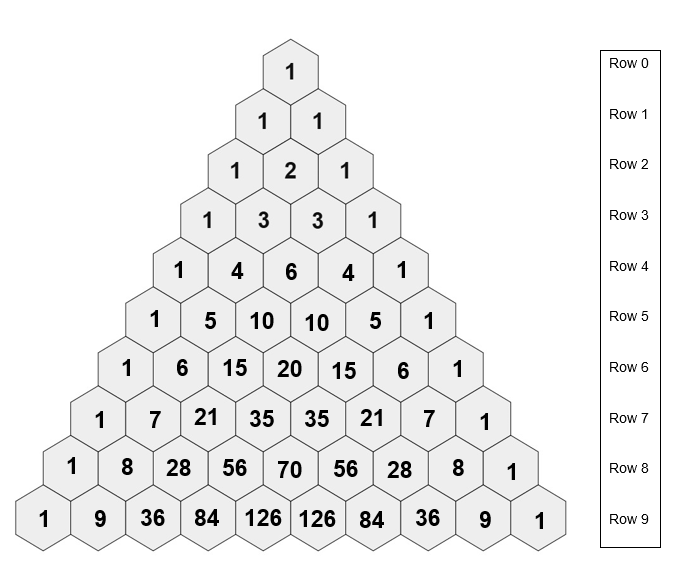 1 Row 0
1 1 Row 1
1 2 1 Row 2
1 3 3 1 Row 3
1 4 6 4 1 Row 4
1 5 10 10 5 1 Row 5
1 6 15 20 15 6 1 Row 6
1 7 21 35 35 21 7 1 Row 7
1 8 28 56 70 56 28 8 1 Row 8
1 9 36 84 126 126 84 36 9 1 Row 9